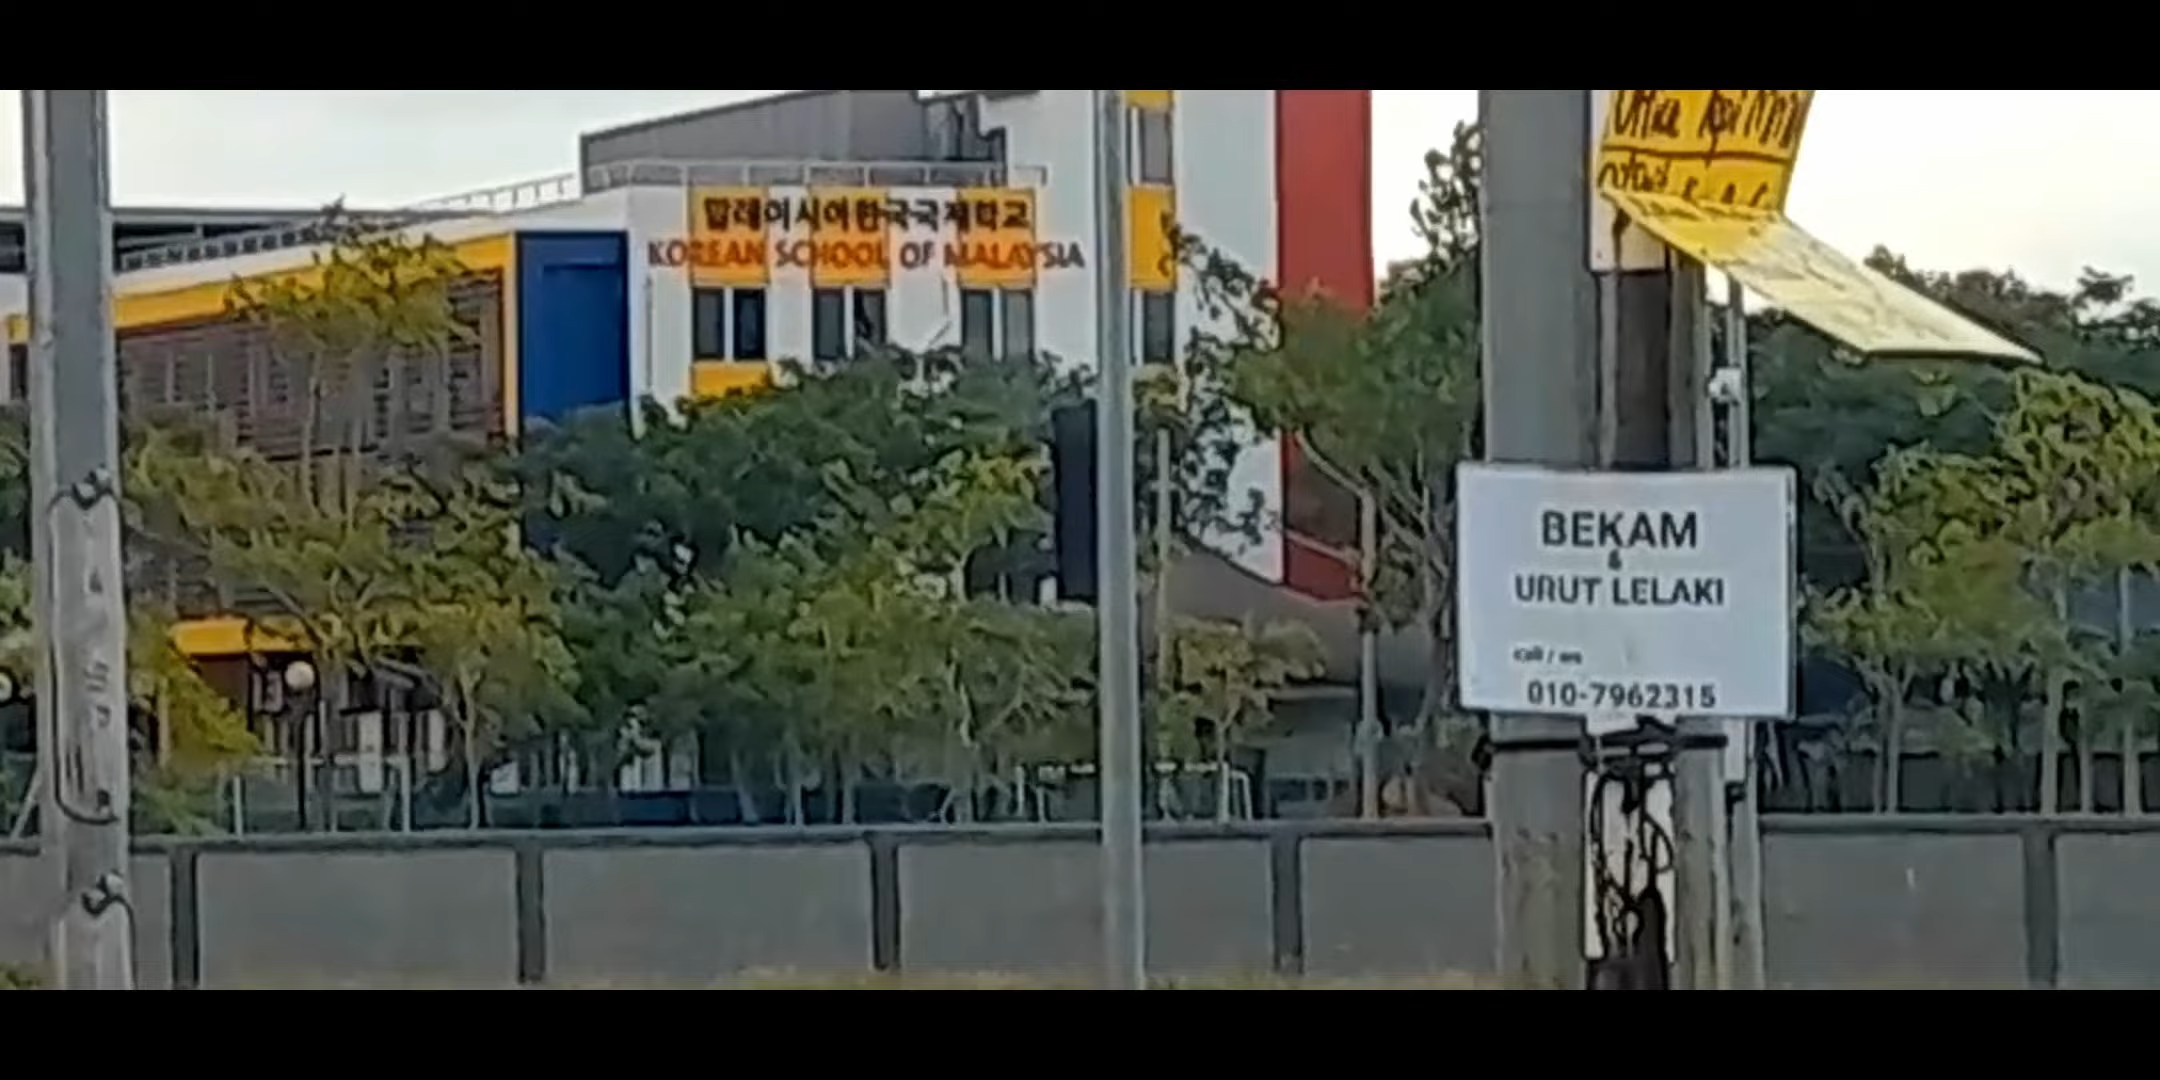 말레이시아한국국제학교
KOREAN SCHOOL OF MALAYSIA
Office
BEKAM
&
URUT LELAKI
call / ws
010-7962315